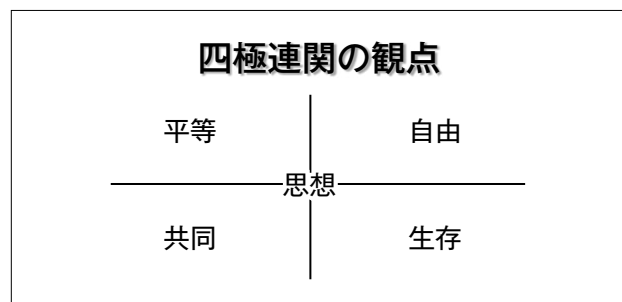 四極連関の観点
平等 自由
思想
共同 生存